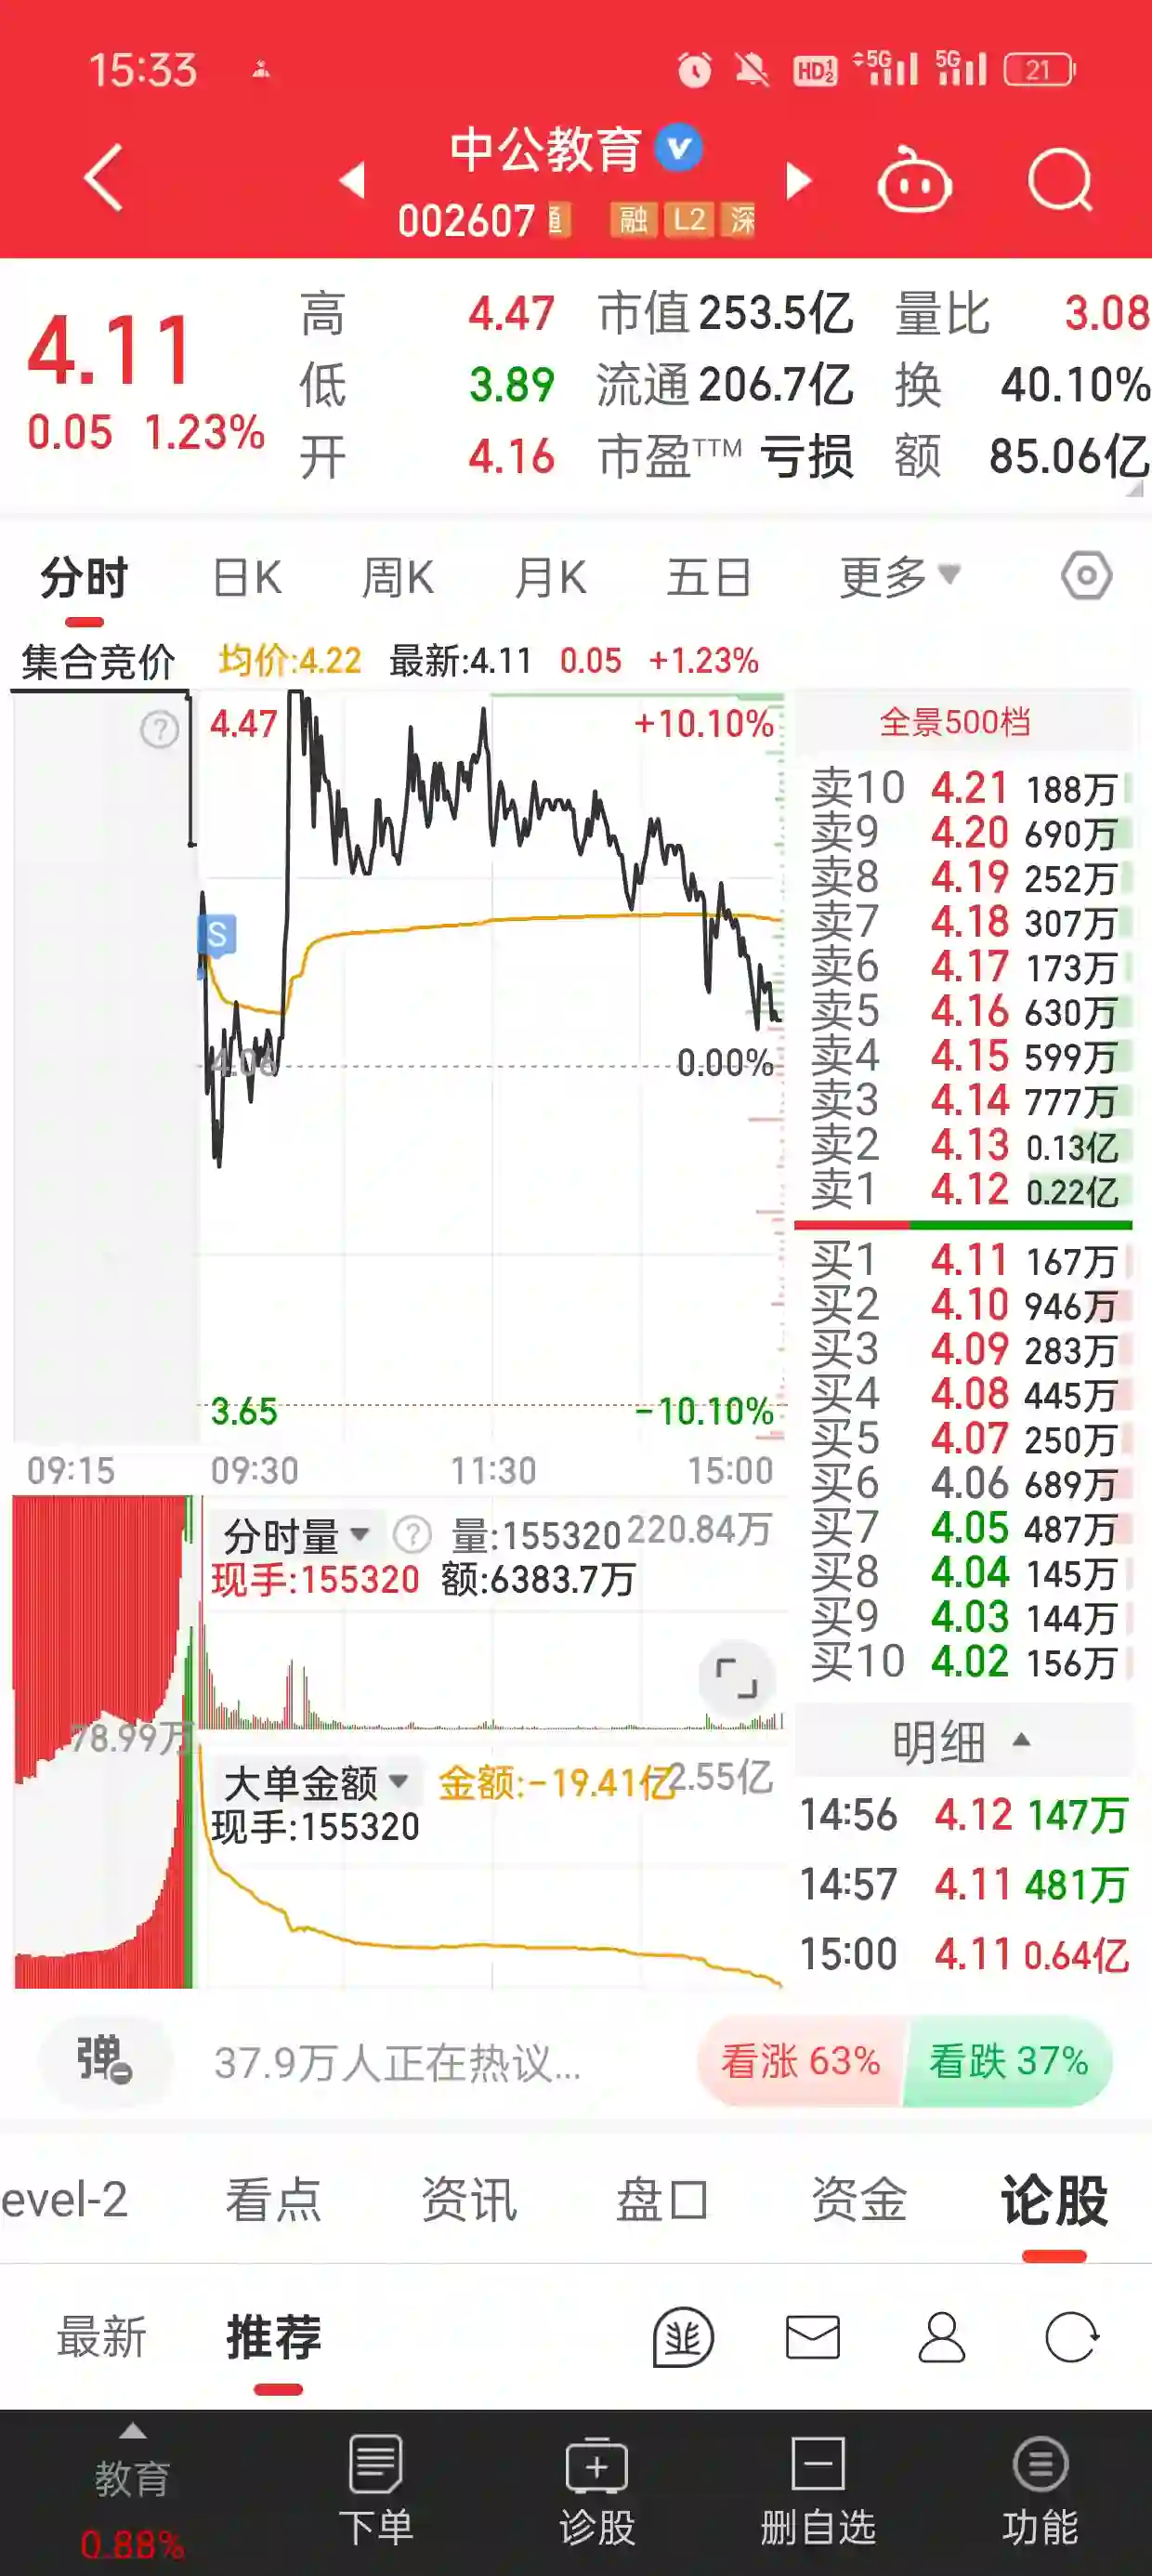 15:33 HD 1 2 5G 5G 21
中公教育
002607 通 融 L2 深
4.11
0.05 1.23%
高 4.47 市值 253.5亿 量比 3.08
低 3.89 流通 206.7亿 换 40.10%
开 4.16 市盈TTM 亏损 额 85.06亿
分时 日K 周K 月K 五日 更多
集合竞价 均价:4.22 最新:4.11 0.05 +1.23%
4.47 +10.10%
S
4.06 0.00%
3.65 -10.10%
09:15 09:30 11:30 15:00
全景500档
卖10 4.21 188万
卖9 4.20 690万
卖8 4.19 252万
卖7 4.18 307万
卖6 4.17 173万
卖5 4.16 630万
卖4 4.15 599万
卖3 4.14 777万
卖2 4.13 0.13亿
卖1 4.12 0.22亿
买1 4.11 167万
买2 4.10 946万
买3 4.09 283万
买4 4.08 445万
买5 4.07 250万
买6 4.06 689万
买7 4.05 487万
买8 4.04 145万
买9 4.03 144万
买10 4.02 156万
分时量 ? 量:155320 220.84万
现手:155320 额:6383.7万
78.99万
大单金额 金额:-19.41亿 2.55亿
现手:155320
明细
14:56 4.12 147万
14:57 4.11 481万
15:00 4.11 0.64亿
弹 37.9万人正在热议... 看涨 63% 看跌 37%
evel-2 看点 资讯 盘口 资金 论股
最新 推荐
教育 下单 诊股 删自选 功能
0.88%